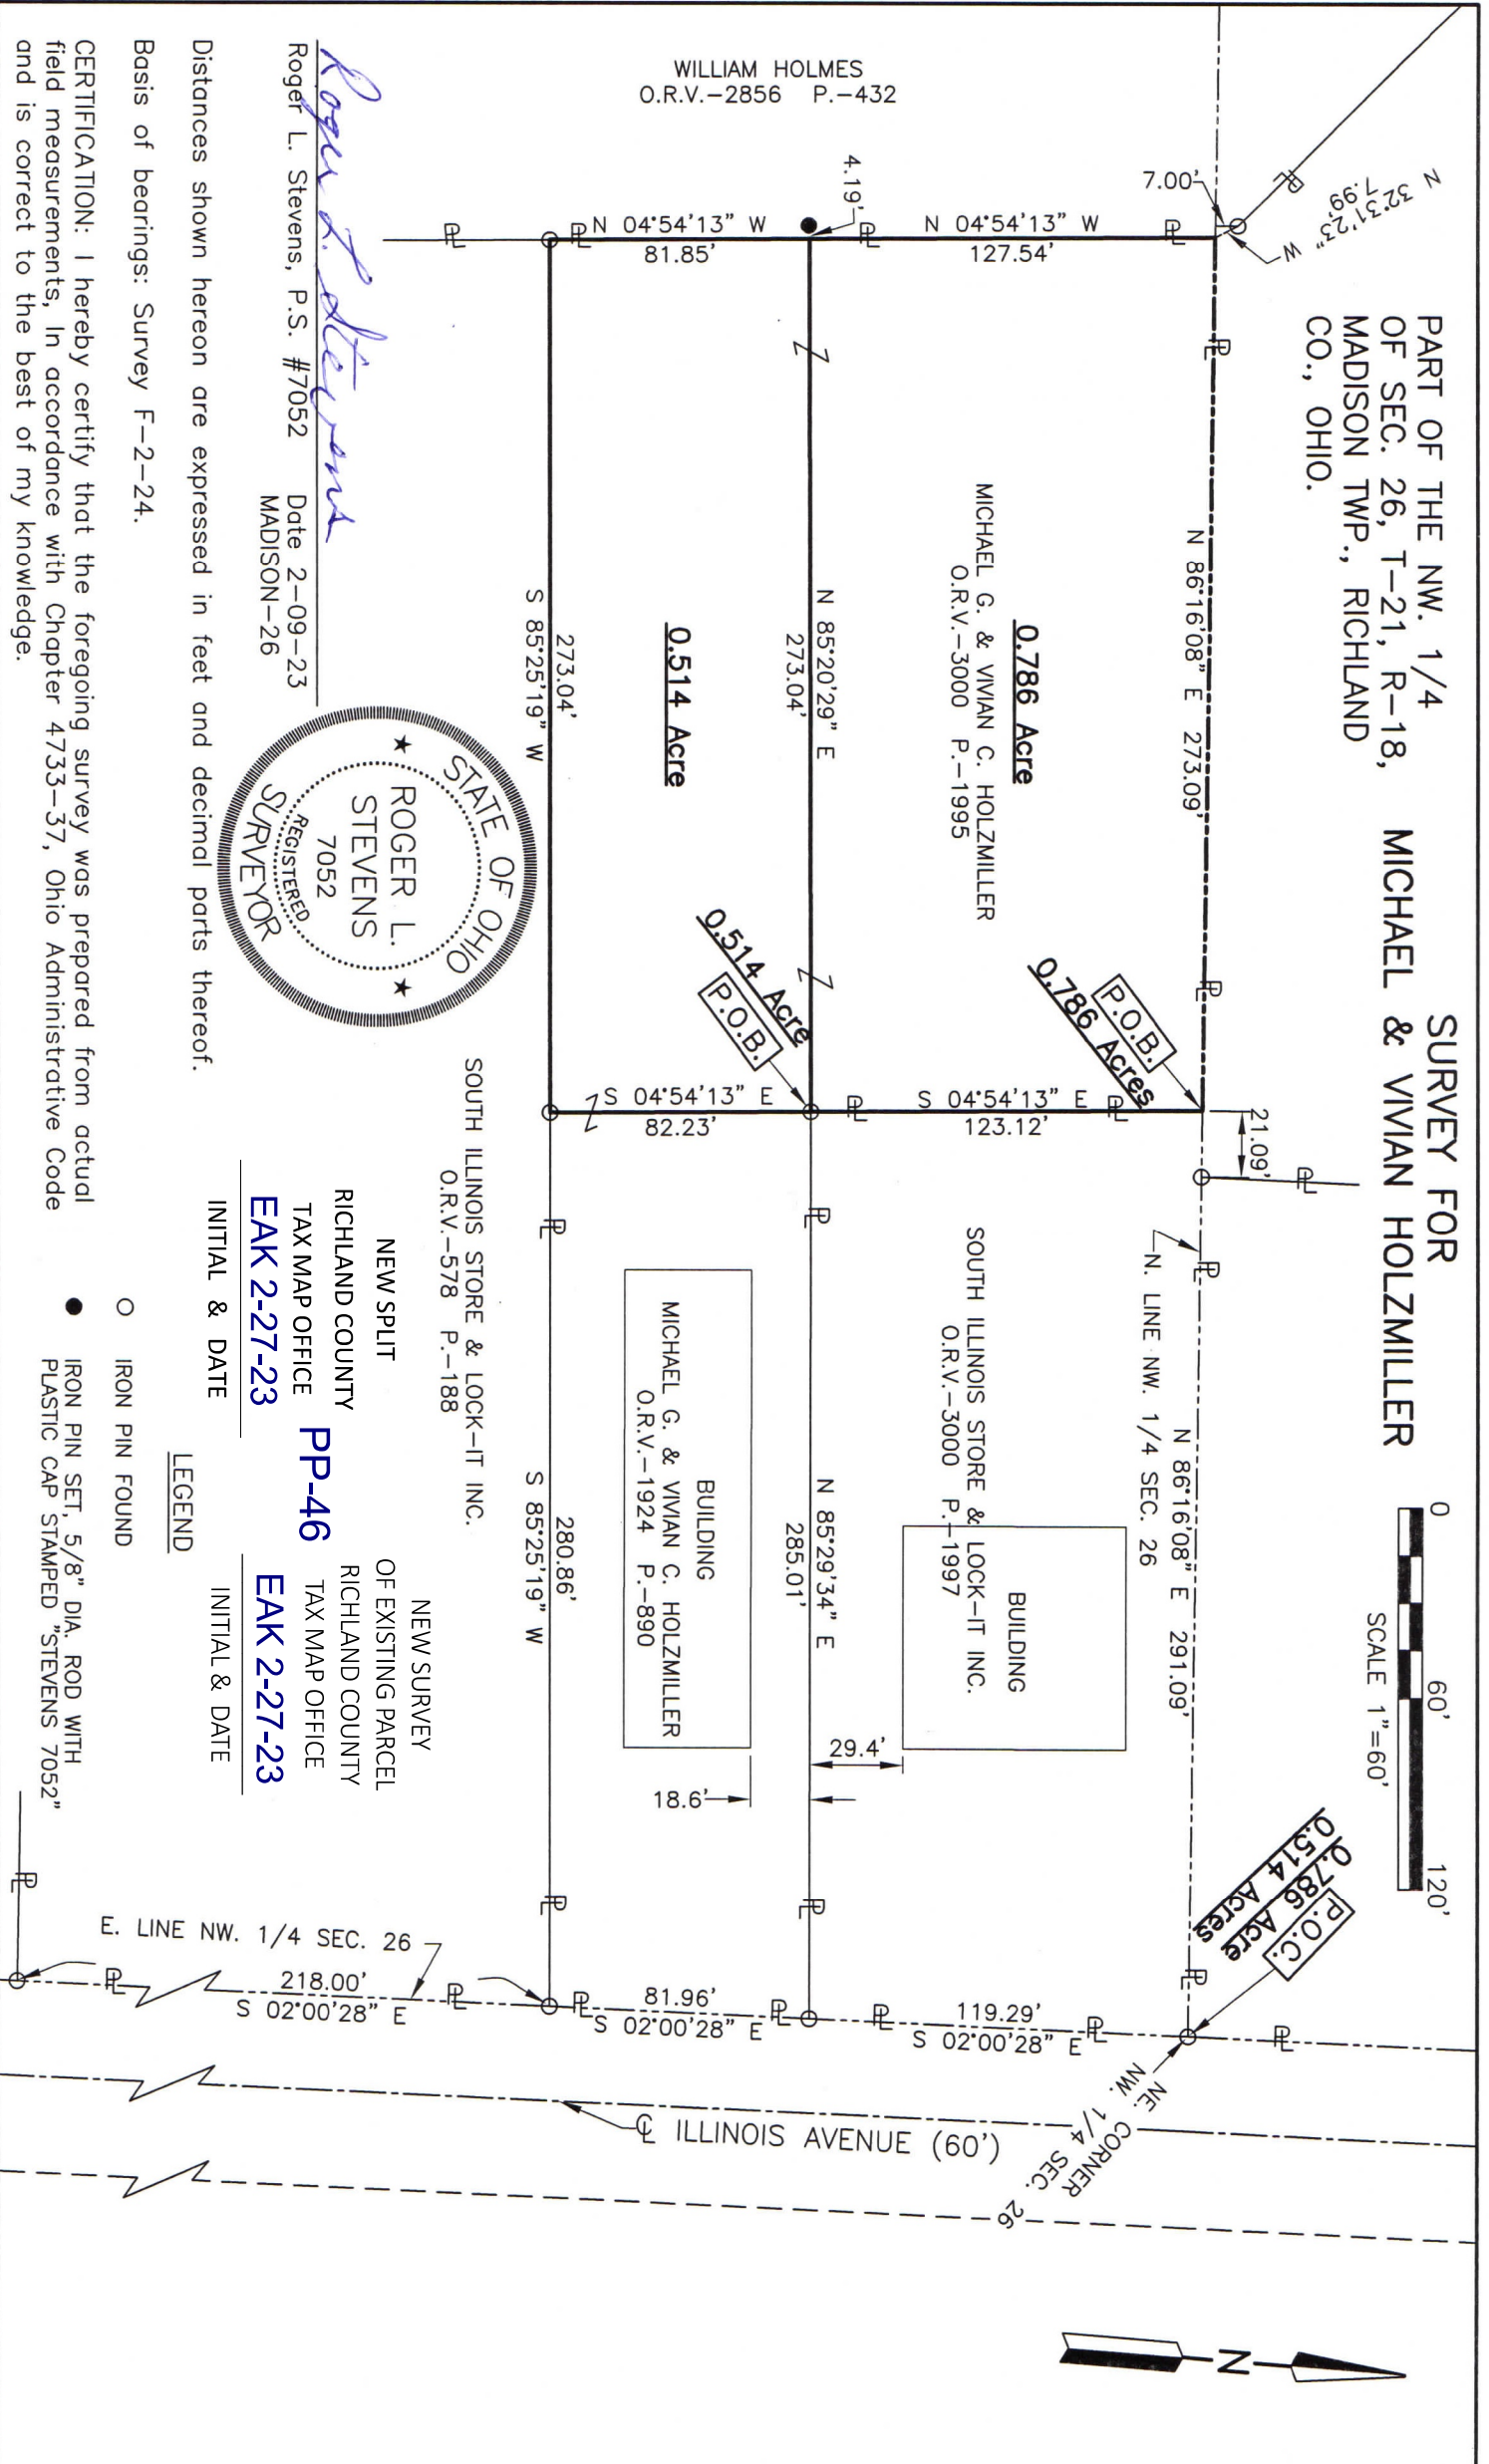 SURVEY FOR
MICHAEL & VIVIAN HOLZMILLER
PART OF THE NW. 1/4
OF SEC. 26, T-21, R-18,
MADISON TWP., RICHLAND
CO., OHIO.
0 60' 120'
SCALE 1"=60'
N 32°31'23" W
7.99'
7.00'
WILLIAM HOLMES
O.R.V.-2856 P.-432
4.19'
N 04°54'13" W
127.54'
N 04°54'13" W
81.85'
N 86°16'08" E 273.09'
0.786 Acre
MICHAEL G. & VIVIAN C. HOLZMILLER
O.R.V.-3000 P.-1995
P.O.B.
0.786 Acres
21.09'
S 04°54'13" E
123.12'
N 85°20'29" E
273.04'
0.514 Acre
P.O.B.
0.514 Acre
S 04°54'13" E
82.23'
273.04'
S 85°25'19" W
N. LINE NW. 1/4 SEC. 26
N 86°16'08" E 291.09'
P.O.C.
0.786 Acre
0.514 Acres
NE. CORNER
NW. 1/4 SEC. 26
BUILDING
SOUTH ILLINOIS STORE & LOCK-IT INC.
O.R.V.-3000 P.-1997
29.4'
18.6'
N 85°29'34" E
285.01'
BUILDING
MICHAEL G. & VIVIAN C. HOLZMILLER
O.R.V.-1924 P.-890
280.86'
S 85°25'19" W
SOUTH ILLINOIS STORE & LOCK-IT INC.
O.R.V.-578 P.-188
119.29'
S 02°00'28" E
81.96'
S 02°00'28" E
218.00'
S 02°00'28" E
E. LINE NW. 1/4 SEC. 26
℄ ILLINOIS AVENUE (60')
N
STATE OF OHIO
ROGER L.
STEVENS
7052
REGISTERED
SURVEYOR
Roger L. Stevens
Roger L. Stevens, P.S. #7052 Date 2-09-23
MADISON-26
Distances shown hereon are expressed in feet and decimal parts thereof.
Basis of bearings: Survey F-2-24.
CERTIFICATION: I hereby certify that the foregoing survey was prepared from actual
field measurements, In accordance with Chapter 4733-37, Ohio Administrative Code
and is correct to the best of my knowledge.
NEW SPLIT
RICHLAND COUNTY
TAX MAP OFFICE
EAK 2-27-23
INITIAL & DATE
PP-46
NEW SURVEY
OF EXISTING PARCEL
RICHLAND COUNTY
TAX MAP OFFICE
EAK 2-27-23
INITIAL & DATE
LEGEND
IRON PIN FOUND
IRON PIN SET, 5/8" DIA. ROD WITH
PLASTIC CAP STAMPED "STEVENS 7052"